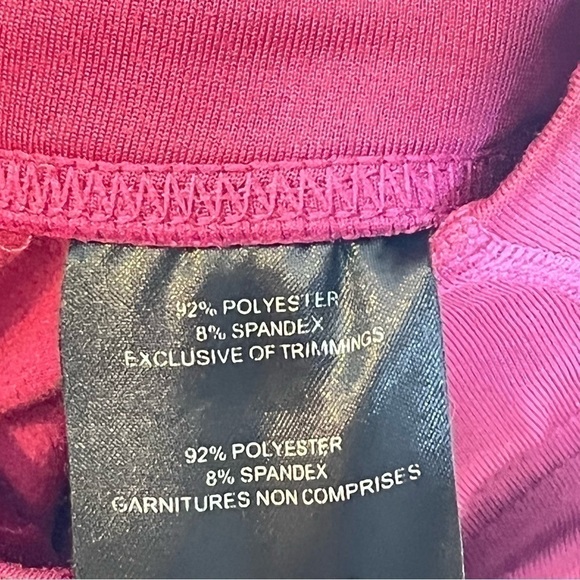 92% POLYESTER
8% SPANDEX
EXCLUSIVE OF TRIMMINGS
92% POLYESTER
8% SPANDEX
GARNITURES NON COMPRISES